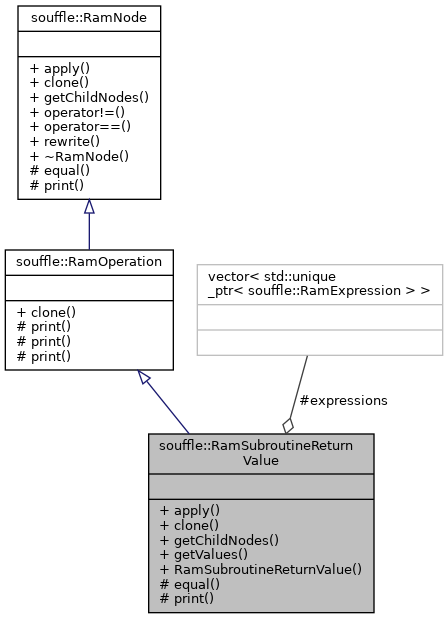 souffle::RamNode
+ apply()
+ clone()
+ getChildNodes()
+ operator!=()
+ operator==()
+ rewrite()
+ ~RamNode()
# equal()
# print()
souffle::RamOperation
+ clone()
# print()
# print()
# print()
vector< std::unique
_ptr< souffle::RamExpression > >
#expressions
souffle::RamSubroutineReturn
Value
+ apply()
+ clone()
+ getChildNodes()
+ getValues()
+ RamSubroutineReturnValue()
# equal()
# print()